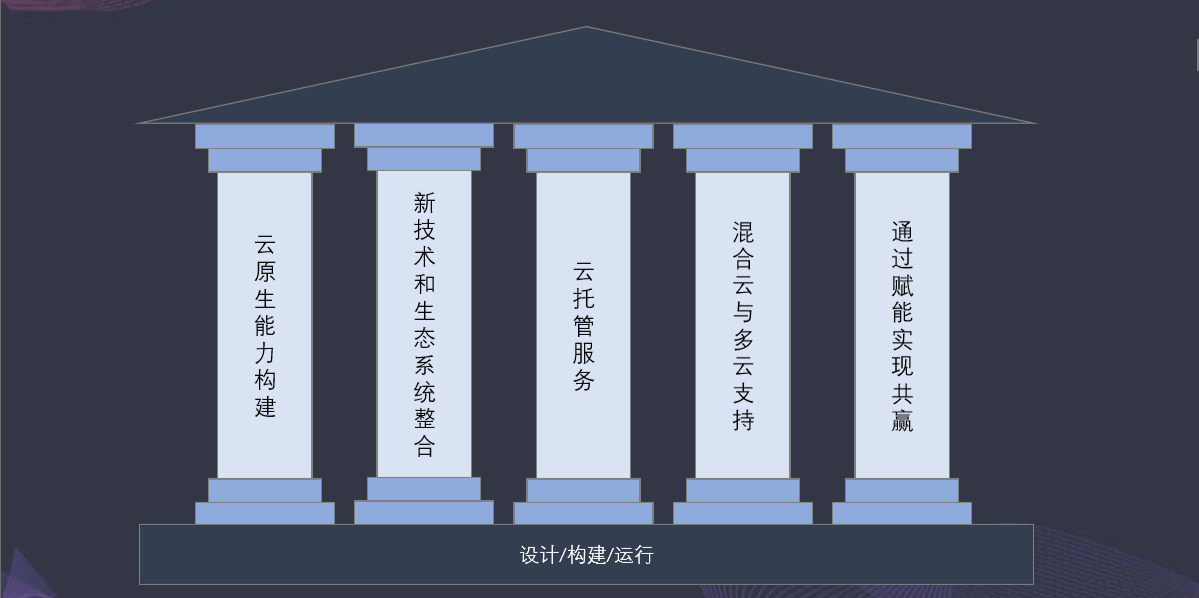 云原生能力构建
新技术和生态系统整合
云托管服务
混合云与多云支持
通过赋能实现共赢
设计/构建/运行